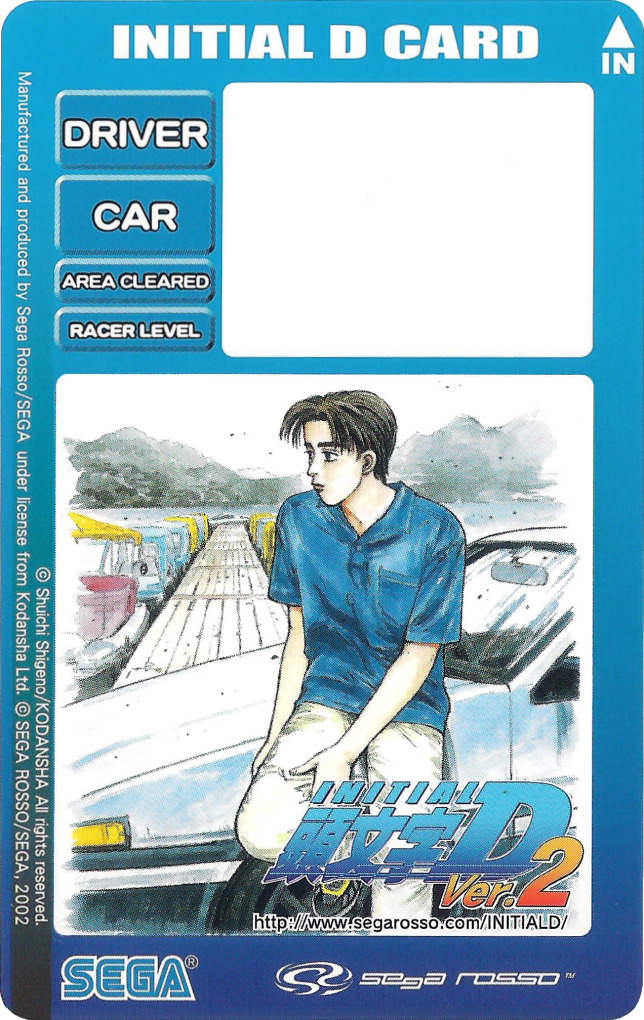 INITIAL D CARD
IN
DRIVER
CAR
AREA CLEARED
RACER LEVEL
Manufactured and produced by Sega Rosso/SEGA under license from Kodansha Ltd. © SEGA ROSSO/SEGA, 2002
© Shuichi Shigeno/KODANSHA All rights reserved.
INITIAL
頭文字D
Ver.2
http://www.segarosso.com/INITIALD/
SEGA® sega rosso™